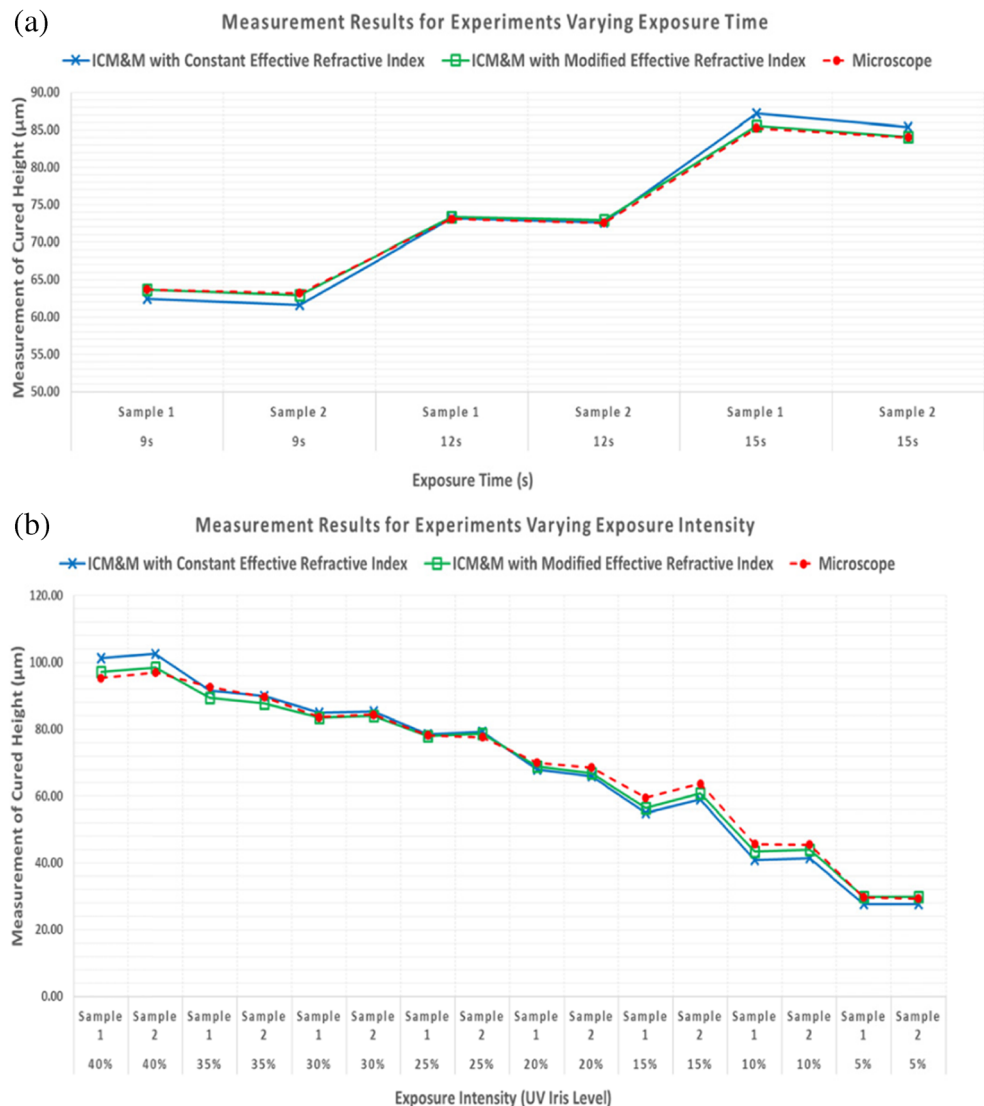 (a)
Measurement Results for Experiments Varying Exposure Time
ICM&M with Constant Effective Refractive Index ICM&M with Modified Effective Refractive Index Microscope
Measurement of Cured Height (µm)
90.00
85.00
80.00
75.00
70.00
65.00
60.00
55.00
50.00
Sample 1 Sample 2 Sample 1 Sample 2 Sample 1 Sample 2
9s 9s 12s 12s 15s 15s
Exposure Time (s)
(b)
Measurement Results for Experiments Varying Exposure Intensity
ICM&M with Constant Effective Refractive Index ICM&M with Modified Effective Refractive Index Microscope
Measurement of Cured Height (µm)
120.00
100.00
80.00
60.00
40.00
20.00
0.00
Sample Sample Sample Sample Sample Sample Sample Sample Sample Sample Sample Sample Sample Sample Sample Sample
1 2 1 2 1 2 1 2 1 2 1 2 1 2 1 2
40% 40% 35% 35% 30% 30% 25% 25% 20% 20% 15% 15% 10% 10% 5% 5%
Exposure Intensity (UV Iris Level)